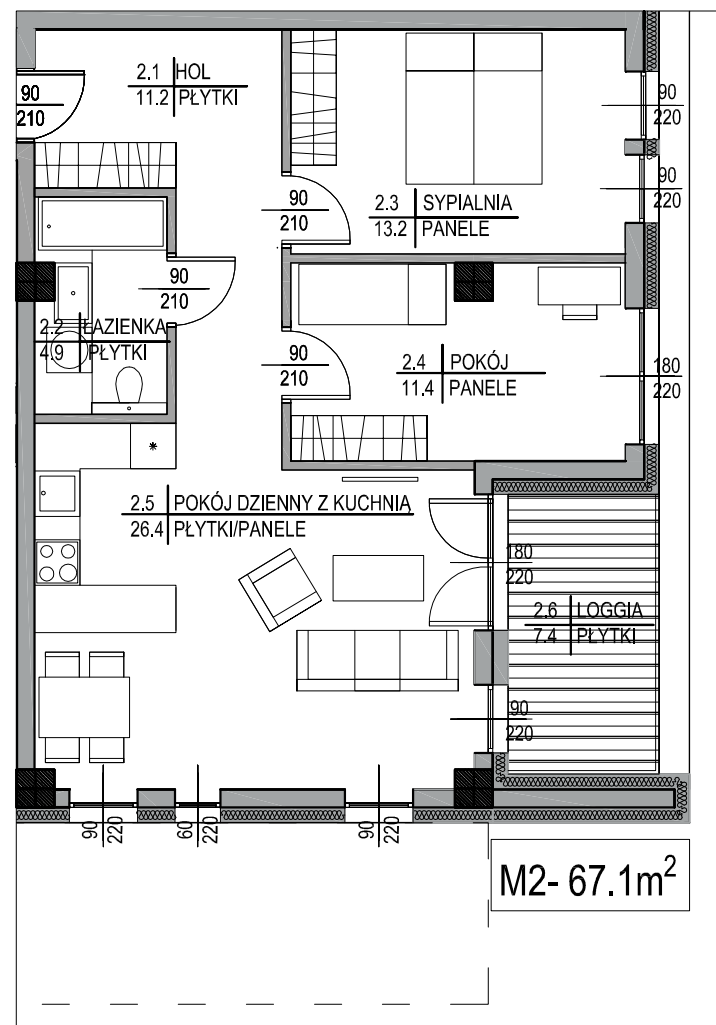 2.1 HOL
11.2 PŁYTKI
90
210
90
220
90
220
90
210
2.3 SYPIALNIA
13.2 PANELE
90
210
2.2 ŁAZIENKA
4.9 PŁYTKI
90
210
2.4 POKÓJ
11.4 PANELE
180
220
2.5 POKÓJ DZIENNY Z KUCHNIĄ
26.4 PŁYTKI/PANELE
180
220
2.6 LOGGIA
7.4 PŁYTKI
90
220
90
220
60
220
90
220
M2- 67.1m²